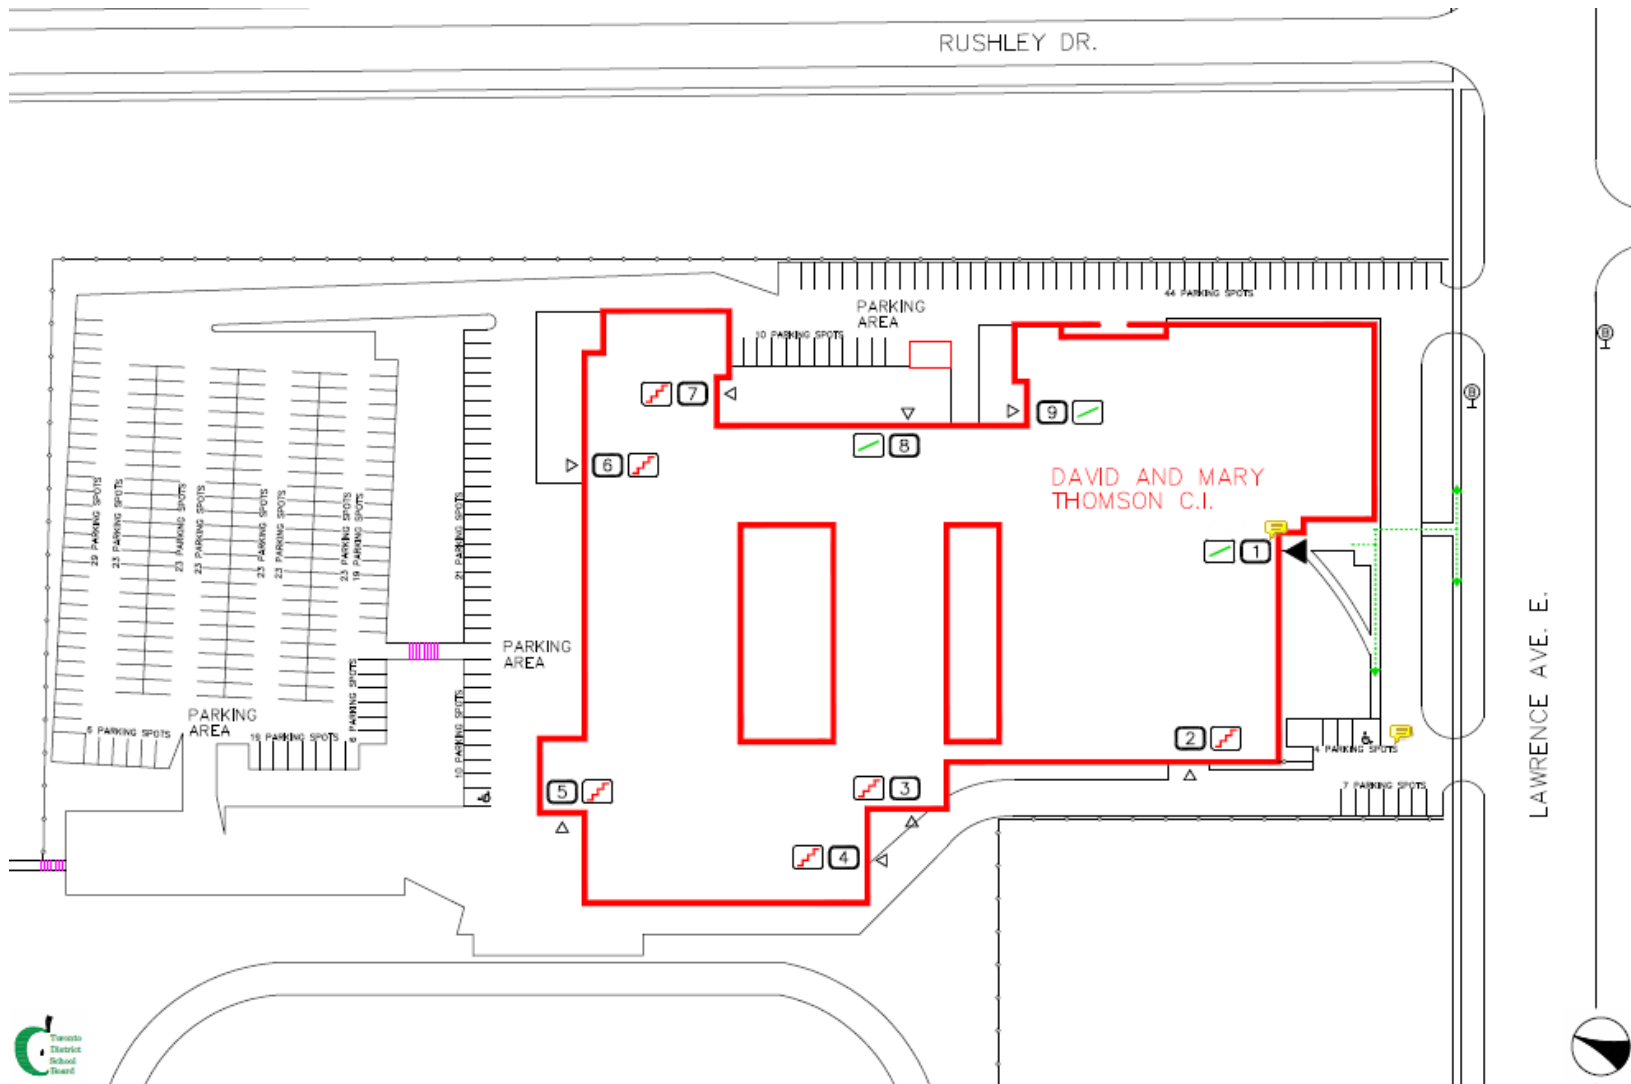 RUSHLEY DR.
44 PARKING SPOTS
PARKING
AREA
10 PARKING SPOTS
7
9
8
6
DAVID AND MARY
THOMSON C.I.
1
29 PARKING SPOTS
23 PARKING SPOTS
23 PARKING SPOTS
23 PARKING SPOTS
23 PARKING SPOTS
23 PARKING SPOTS
23 PARKING SPOTS
19 PARKING SPOTS
21 PARKING SPOTS
PARKING
AREA
6 PARKING SPOTS
10 PARKING SPOTS
PARKING
AREA
PARKING SPOTS
PARKING SPOTS
2
4 PARKING SPOTS
7 PARKING SPOTS
5
3
4
LAWRENCE AVE. E.
B
B
Toronto
District
School
Board